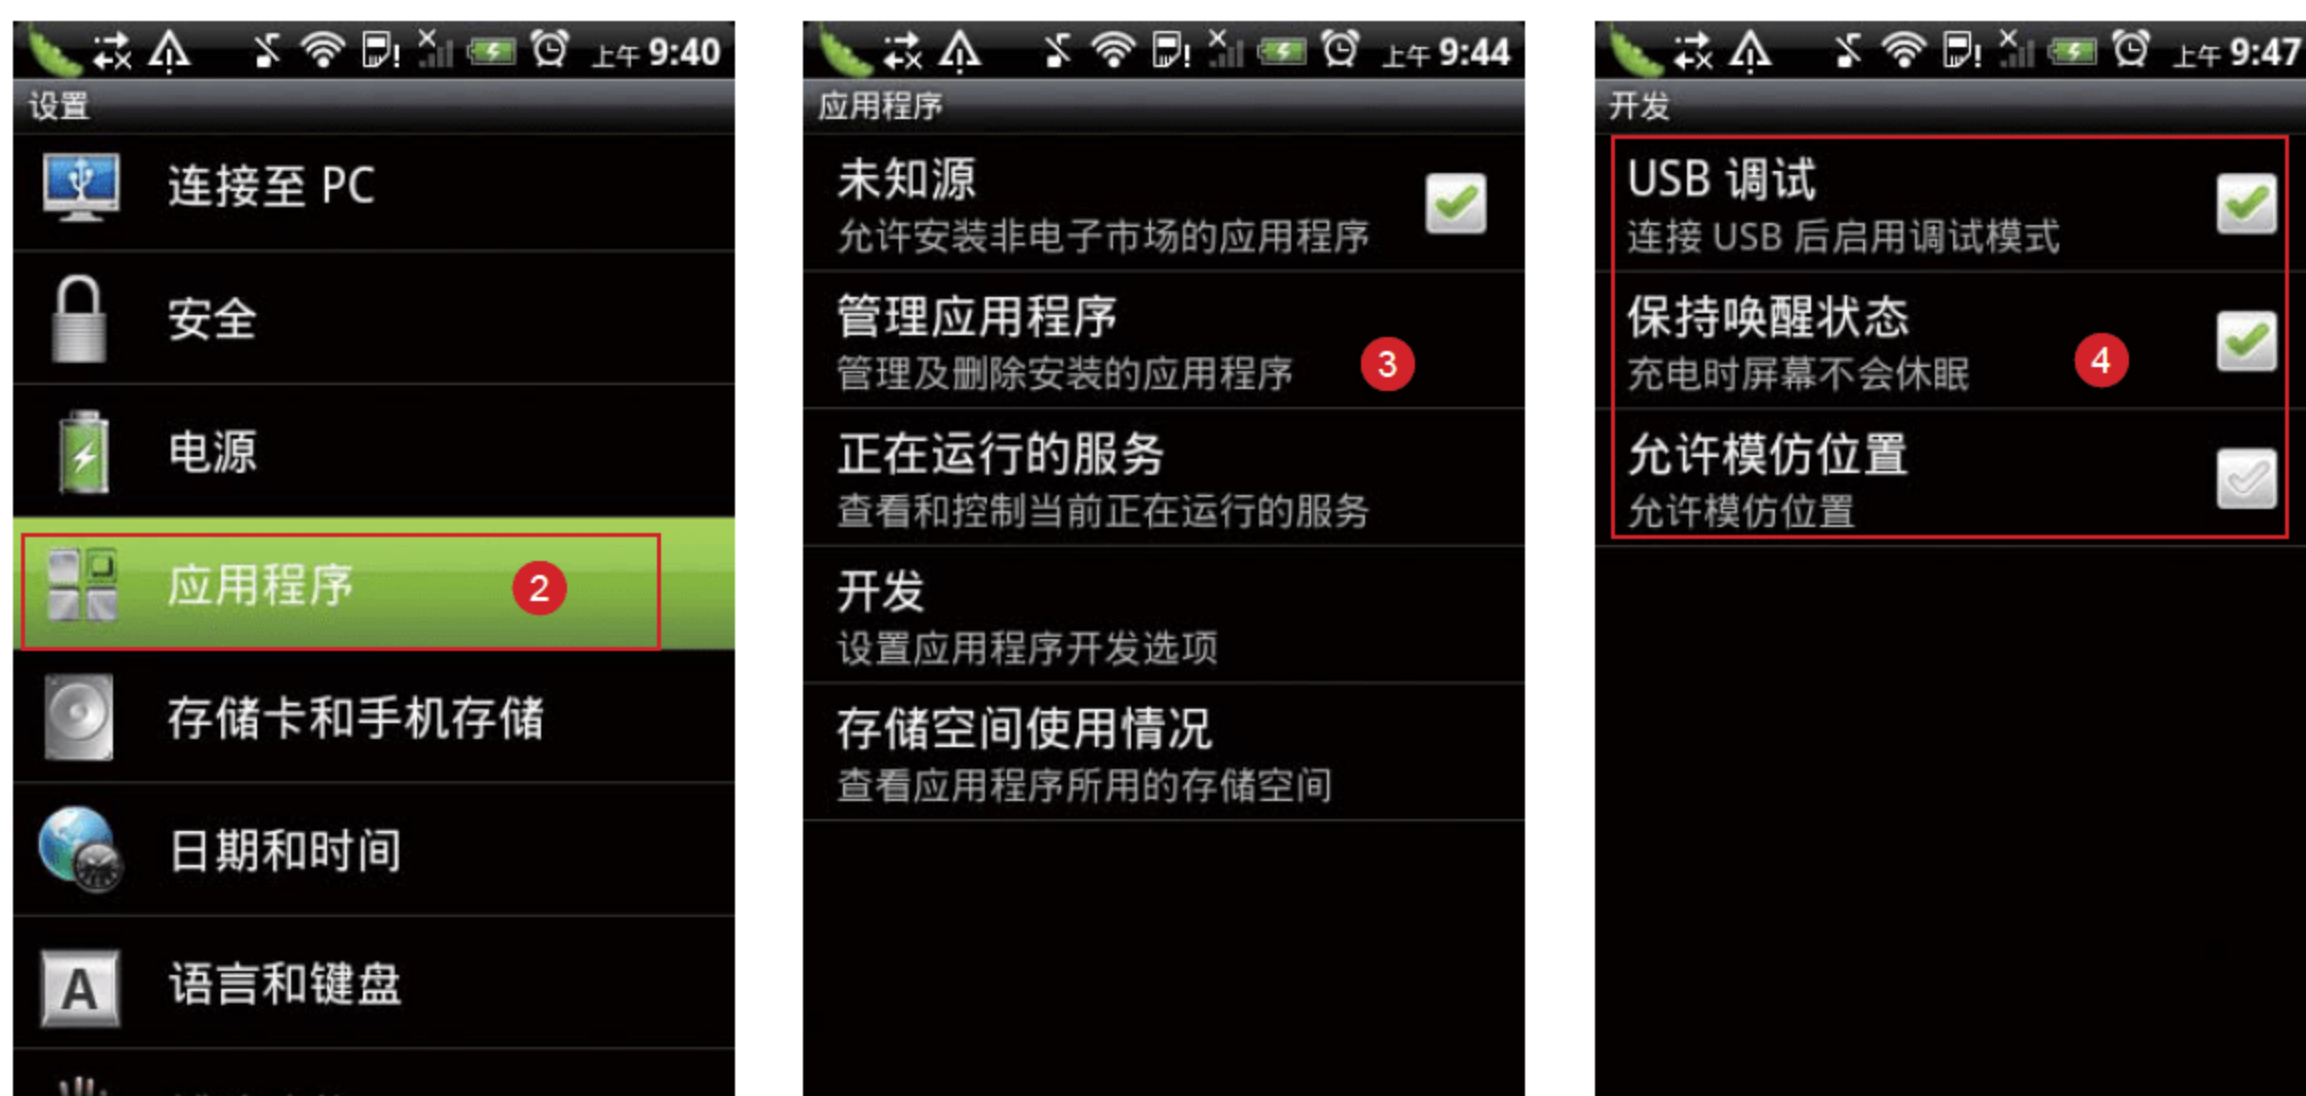 上午 9:40
设置
连接至 PC
安全
电源
应用程序
2
存储卡和手机存储
日期和时间
A
语言和键盘
上午 9:44
应用程序
未知源
允许安装非电子市场的应用程序
管理应用程序
管理及删除安装的应用程序
3
正在运行的服务
查看和控制当前正在运行的服务
开发
设置应用程序开发选项
存储空间使用情况
查看应用程序所用的存储空间
上午 9:47
开发
USB 调试
连接 USB 后启用调试模式
保持唤醒状态
充电时屏幕不会休眠
4
允许模仿位置
允许模仿位置